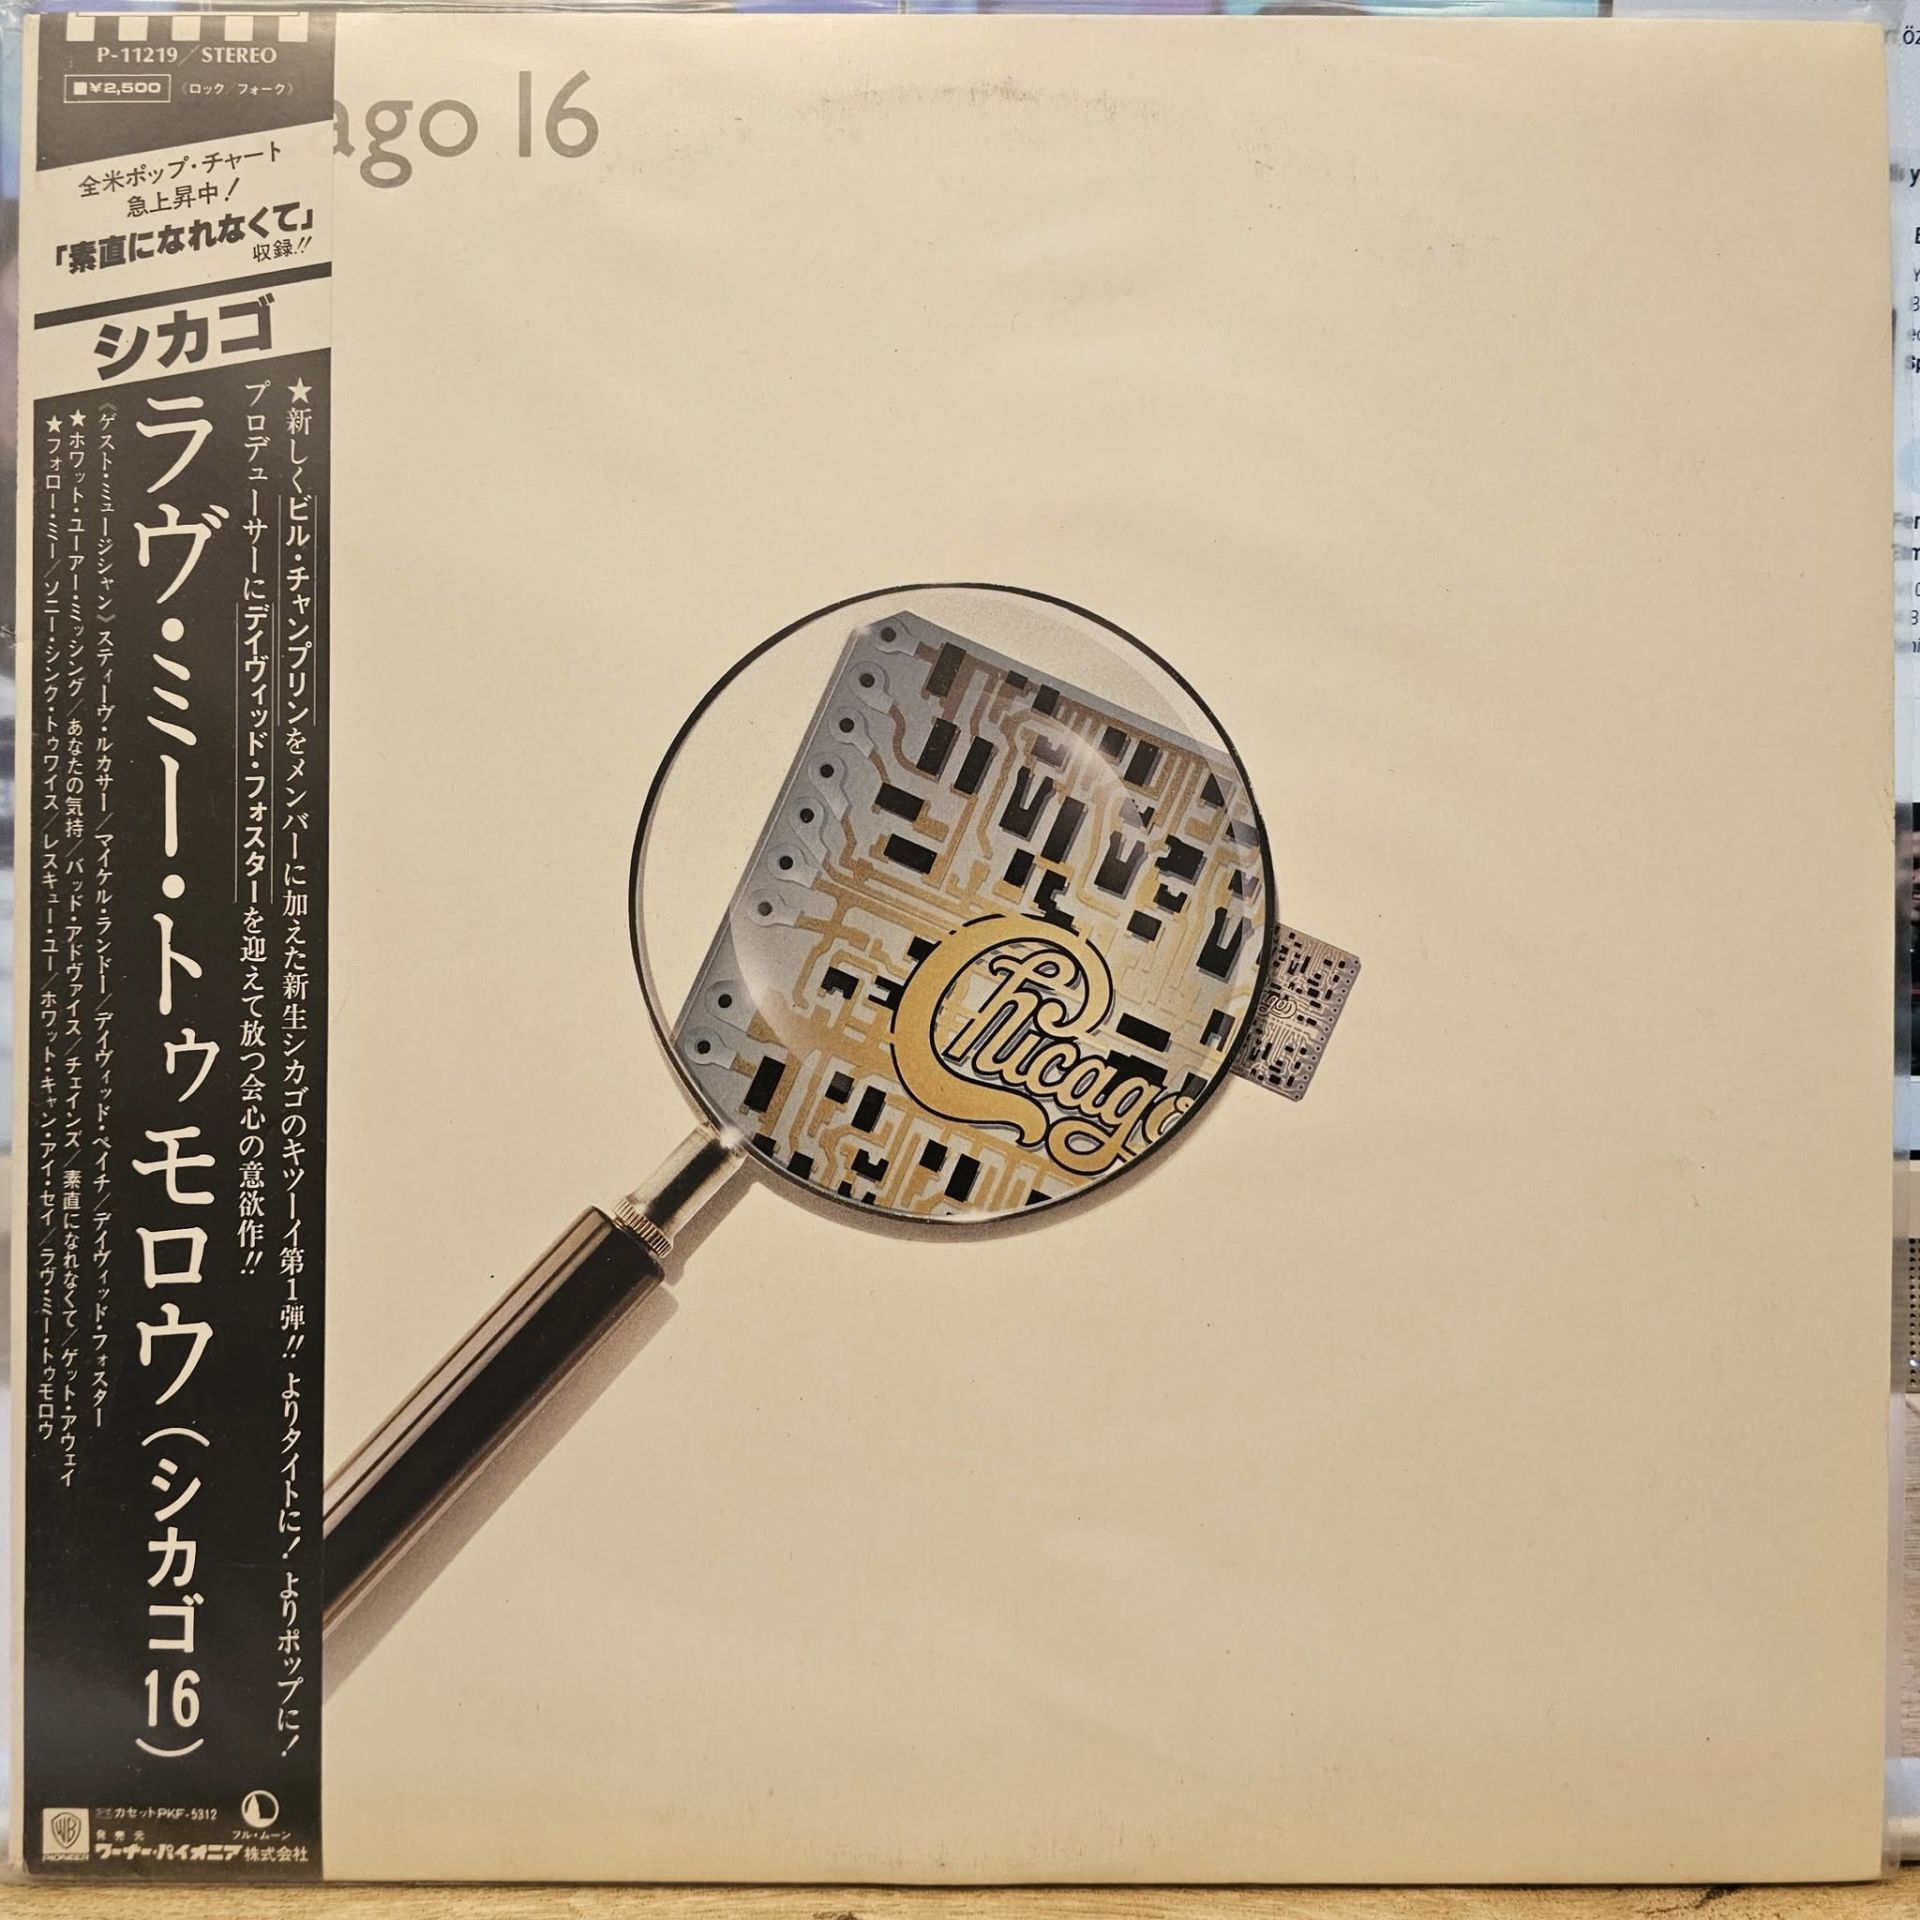 P-11219/STEREO
■¥2,500 《ロック/フォーク》
ago 16
全米ポップ・チャート
急上昇中!
「素直になれなくて」
収録!!
シカゴ
★新しくビル・チャンプリンをメンバーに加えた新生シカゴのキツーイ第1弾!! よりタイトに! よりポップに!
プロデューサーにデイヴィッド・フォスターを迎えて放つ会心の意欲作!!
ラヴ・ミー・トゥモロウ(シカゴ16)
《ゲスト・ミュージシャン》スティーヴ・ルカサー/マイケル・ランドー/デイヴィッド・ペイチ/デイヴィッド・フォスター
★ホワット・ユーアー・ミッシング/あなたの気持/バッド・アドヴァイス/チェインズ/素直になれなくて/ゲット・アウェイ
★フォロー・ミー/ソニー・シンク・トゥワイス/レスキュー・ユー/ホワット・キャン・アイ・セイ/ラヴ・ミー・トゥモロウ
Chicago
WB
PIONEER
カセットPKF-5312
発売元
ワーナー・パイオニア株式会社
フル・ムーン